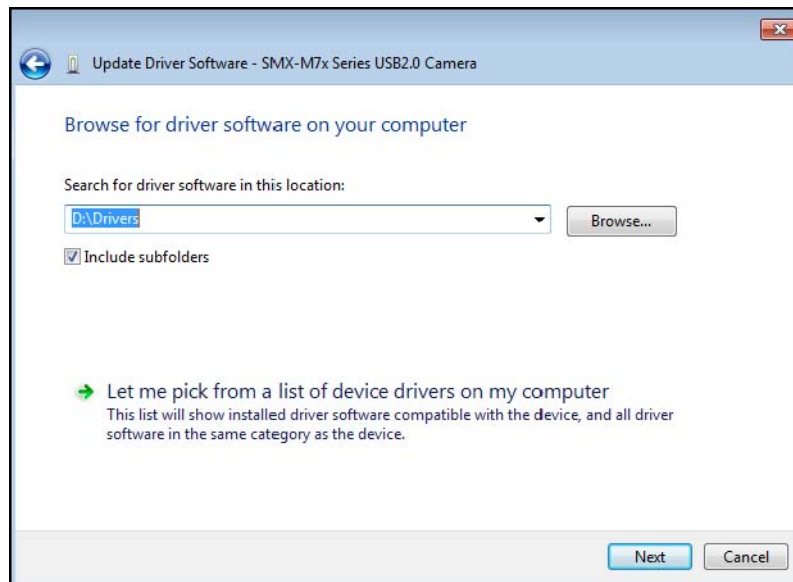 Update Driver Software - SMX-M7x Series USB2.0 Camera
Browse for driver software on your computer
Search for driver software in this location:
D:\Drivers
Browse...
Include subfolders
Let me pick from a list of device drivers on my computer
This list will show installed driver software compatible with the device, and all driver
software in the same category as the device.
Next
Cancel